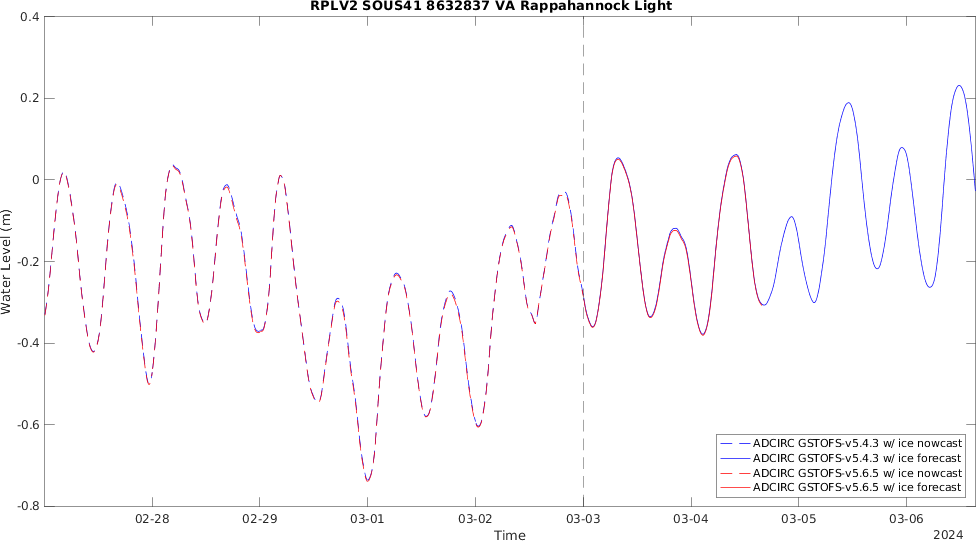 RPLV2 SOUS41 8632837 VA Rappahannock Light
0.4
0.2
0
-0.2
-0.4
-0.6
-0.8
Water Level (m)
ADCIRC GSTOFS-v5.4.3 w/ ice nowcast
ADCIRC GSTOFS-v5.4.3 w/ ice forecast
ADCIRC GSTOFS-v5.6.5 w/ ice nowcast
ADCIRC GSTOFS-v5.6.5 w/ ice forecast
02-28 02-29 03-01 03-02 03-03 03-04 03-05 03-06
Time 2024